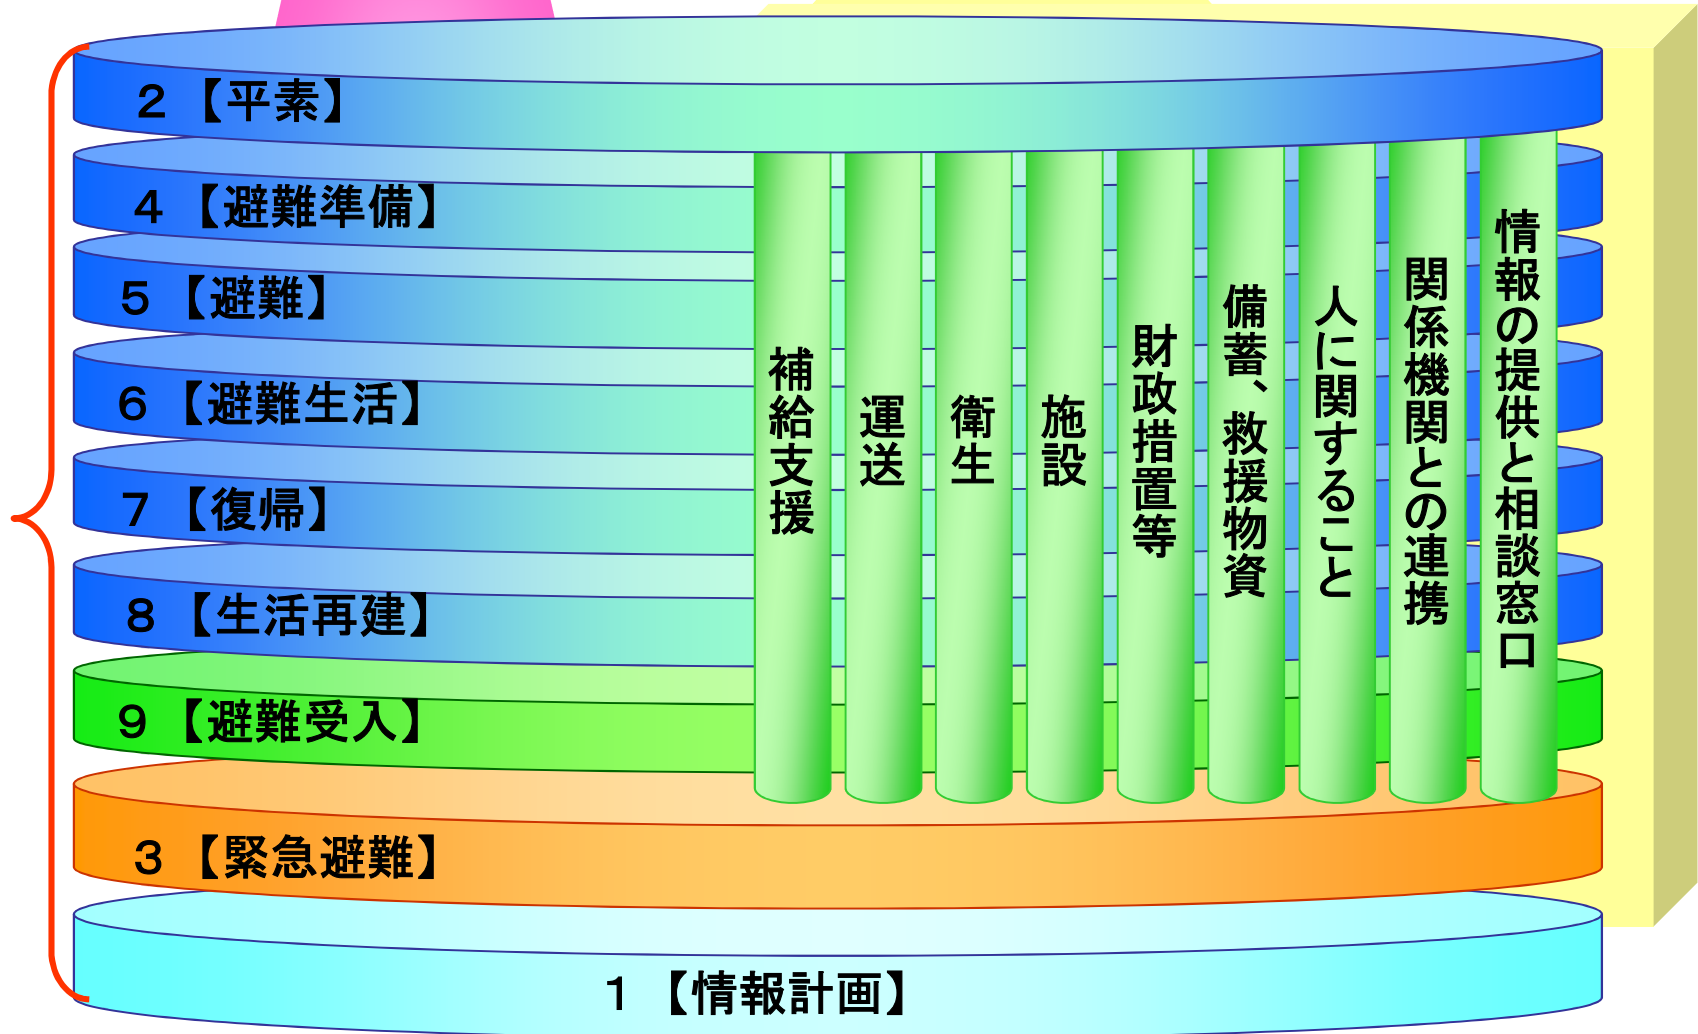 ２【平素】
４【避難準備】
５【避難】
６【避難生活】
７【復帰】
８【生活再建】
９【避難受入】
３【緊急避難】
１【情報計画】
補給支援
運送
衛生
施設
財政措置等
備蓄、救援物資
人に関すること
関係機関との連携
情報の提供と相談窓口